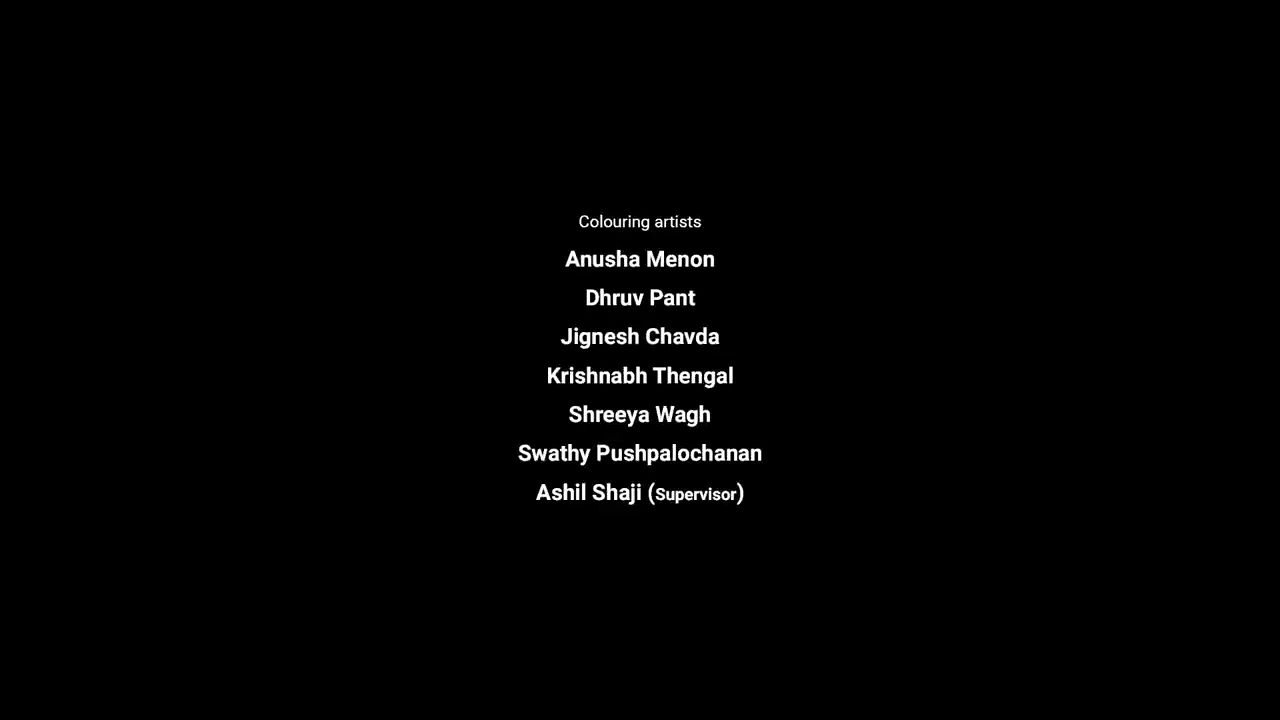 Colouring artists
Anusha Menon
Dhruv Pant
Jignesh Chavda
Krishnabh Thengal
Shreeya Wagh
Swathy Pushpalochanan
Ashil Shaji (Supervisor)